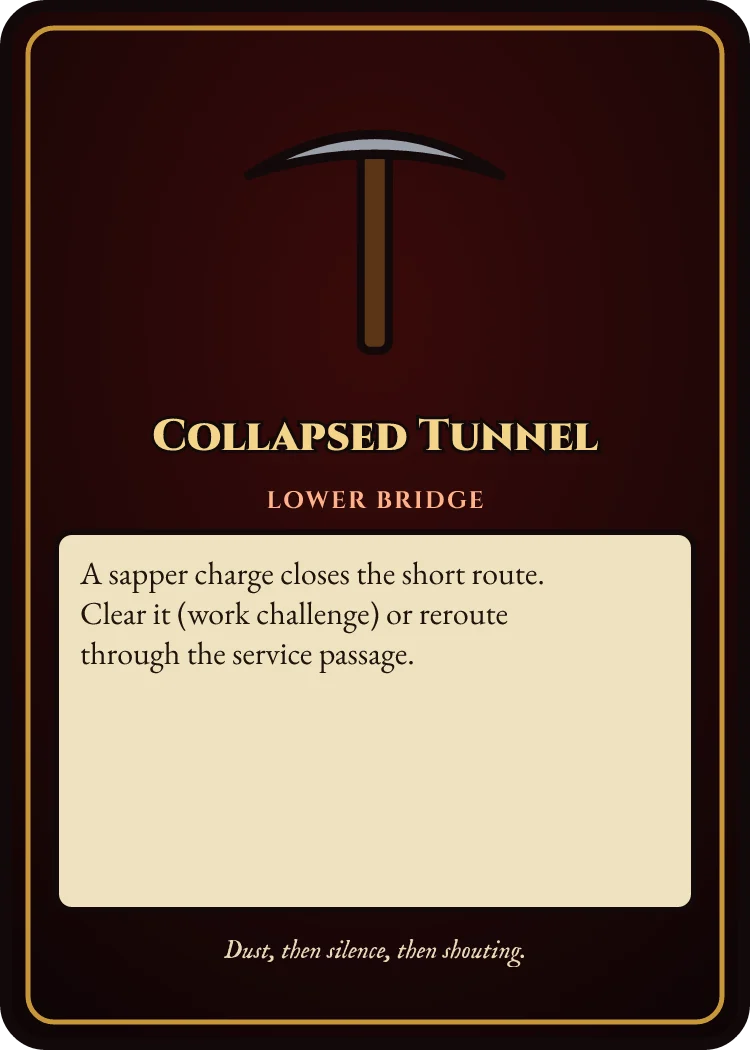 Collapsed Tunnel
LOWER BRIDGE
A sapper charge closes the short route.
Clear it (work challenge) or reroute
through the service passage.
Dust, then silence, then shouting.